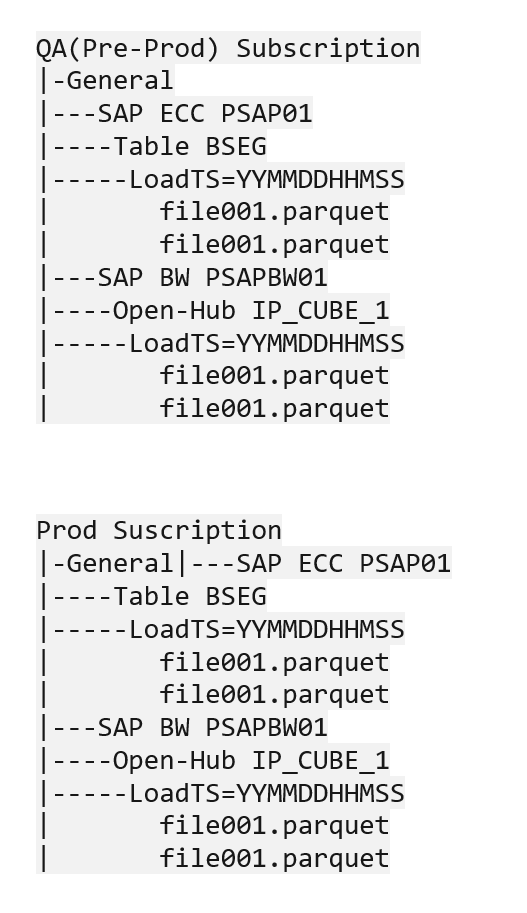 QA(Pre-Prod) Subscription
|-General
|---SAP ECC PSAP01
|----Table BSEG
|-----LoadTS=YYMMDDHHMSS
|       file001.parquet
|       file001.parquet
|---SAP BW PSAPBW01
|----Open-Hub IP_CUBE_1
|-----LoadTS=YYMMDDHHMSS
|       file001.parquet
|       file001.parquet
Prod Suscription
|-General|---SAP ECC PSAP01
|----Table BSEG
|-----LoadTS=YYMMDDHHMSS
|       file001.parquet
|       file001.parquet
|---SAP BW PSAPBW01
|----Open-Hub IP_CUBE_1
|-----LoadTS=YYMMDDHHMSS
|       file001.parquet
|       file001.parquet